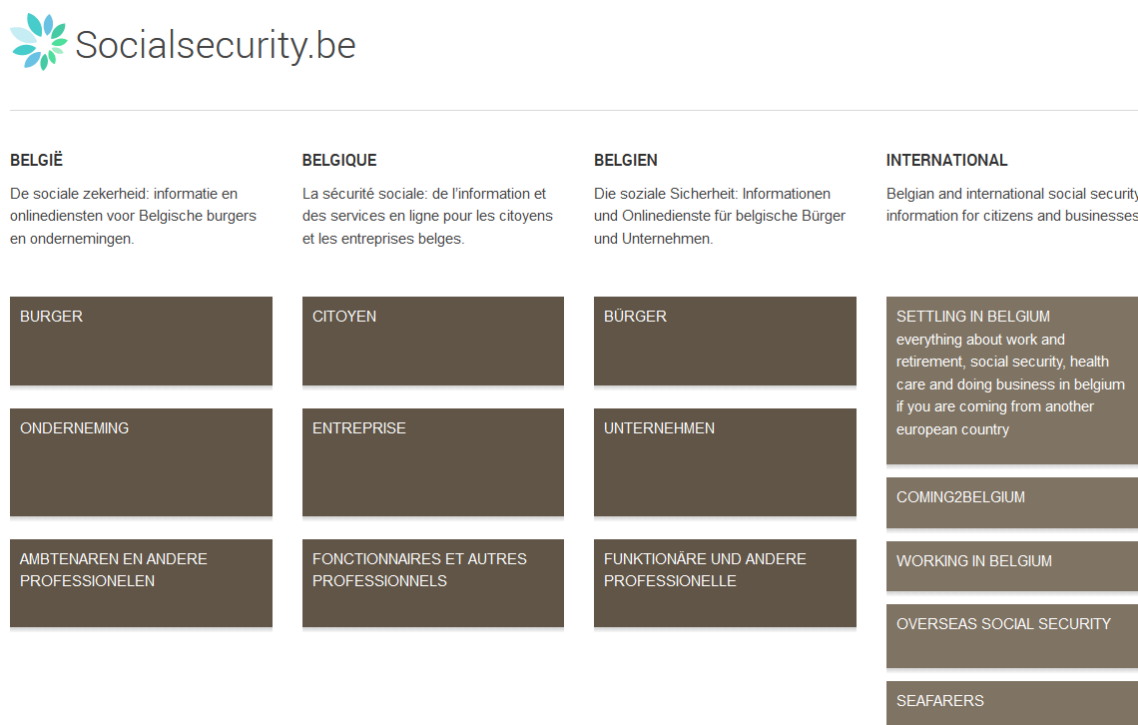 Socialsecurity.be
BELGIË
De sociale zekerheid: informatie en
onlinediensten voor Belgische burgers
en ondernemingen.
BURGER
ONDERNEMING
AMBTENAREN EN ANDERE
PROFESSIONELEN
BELGIQUE
La sécurité sociale: de l'information et
des services en ligne pour les citoyens
et les entreprises belges.
CITOYEN
ENTREPRISE
FONCTIONNAIRES ET AUTRES
PROFESSIONNELS
BELGIEN
Die soziale Sicherheit: Informationen
und Onlinedienste für belgische Bürger
und Unternehmen.
BÜRGER
UNTERNEHMEN
FUNKTIONÄRE UND ANDERE
PROFESSIONELLE
INTERNATIONAL
Belgian and international social security
information for citizens and businesses
SETTLING IN BELGIUM
everything about work and
retirement, social security, health
care and doing business in belgium
if you are coming from another
european country
COMING2BELGIUM
WORKING IN BELGIUM
OVERSEAS SOCIAL SECURITY
SEAFARERS